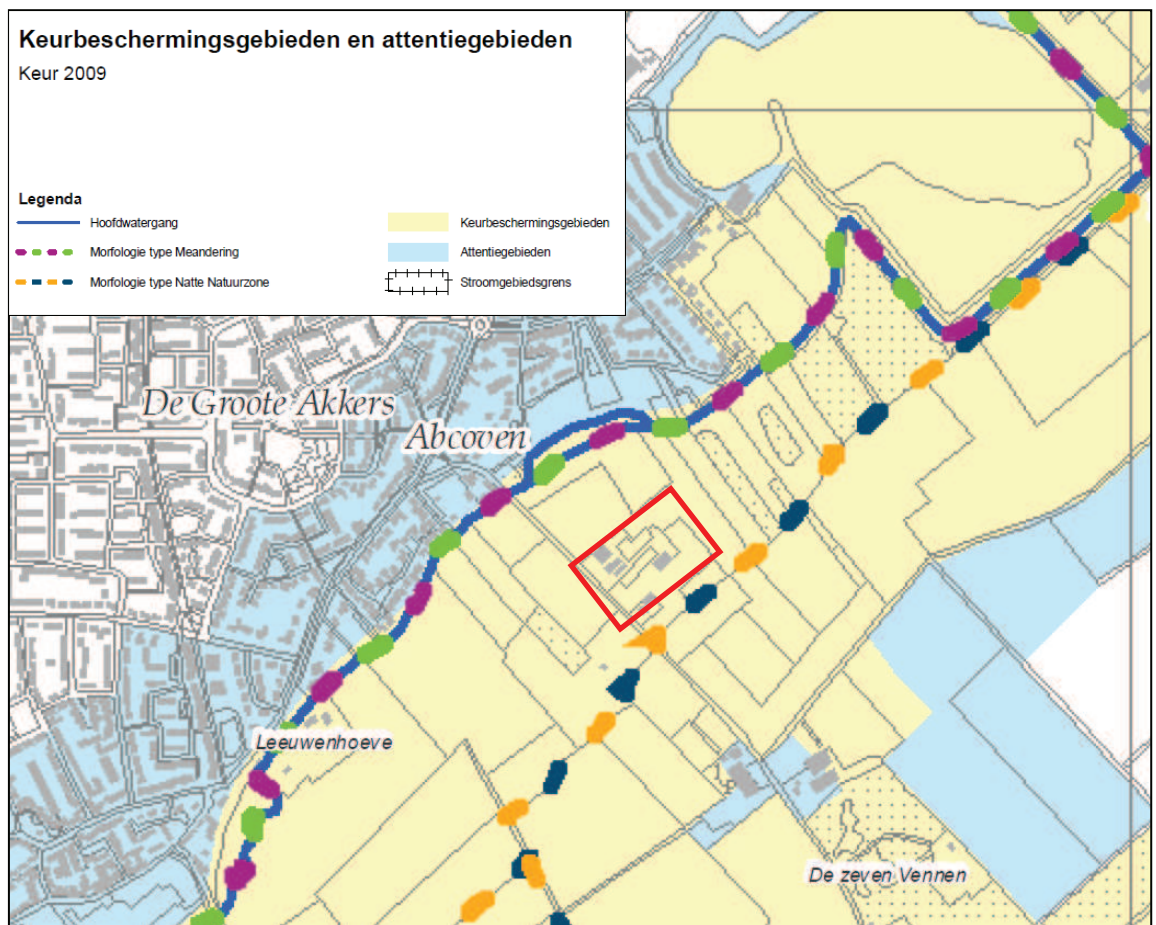 Keurbeschermingsgebieden en attentiegebieden
Keur 2009
Legenda
Hoofdwatergang
Morfologie type Meandering
Morfologie type Natte Natuurzone
Keurbeschermingsgebieden
Attentiegebieden
Stroomgebiedsgrens
De Groote Akkers
Abcoven
Leeuwenhoeve
De zeven Vennen